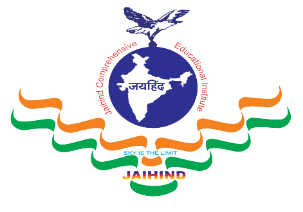 Jaihind Comprehensive Educational Institute
जयहिंद
SKY IS THE LIMIT
JAIHIND